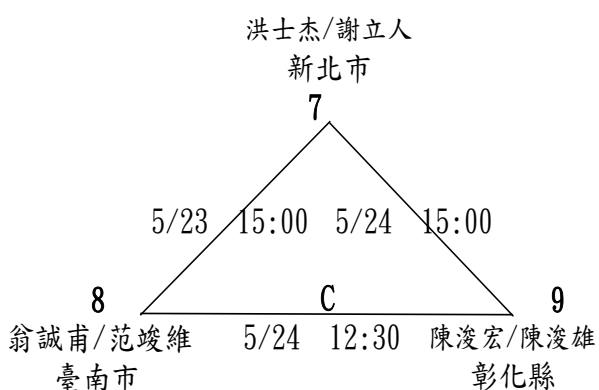 洪士杰/謝立人
新北市
7
5/23 15:00 5/24 15:00
8 C 9
翁誠甫/范竣維 5/24 12:30 陳浚宏/陳浚雄
臺南市 彰化縣